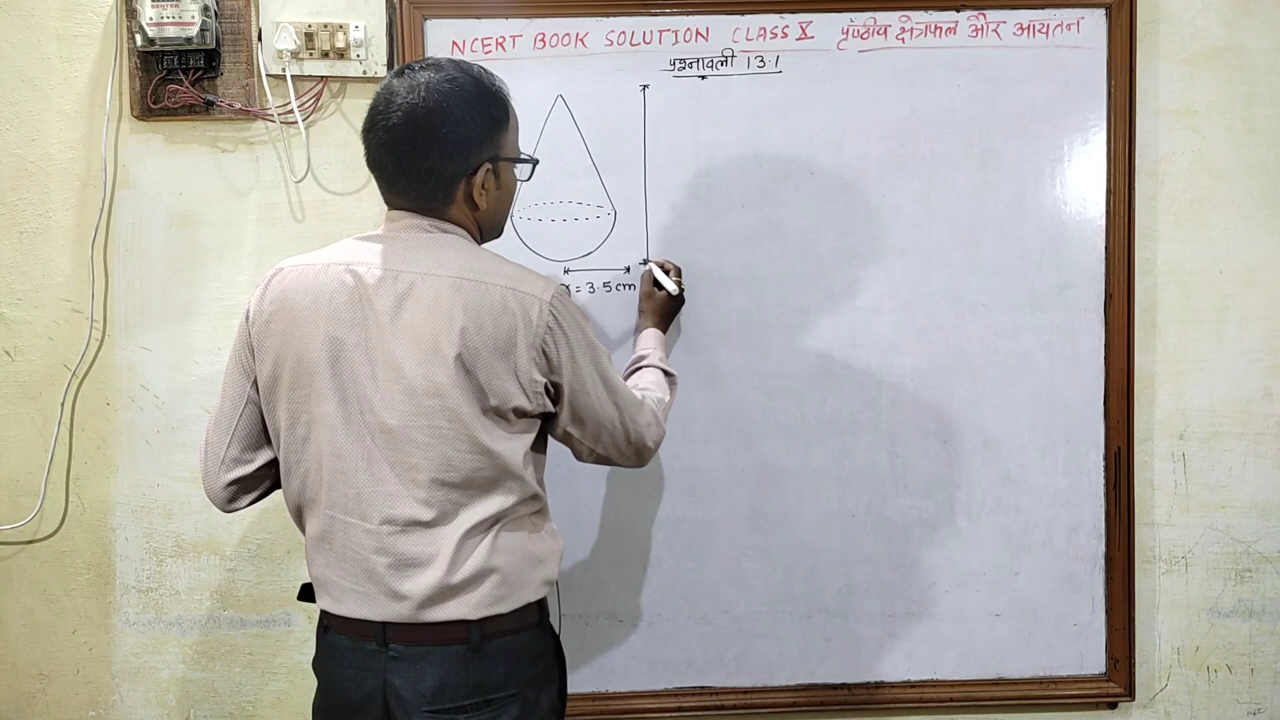 NCERT BOOK SOLUTION CLASS X पृष्ठीय क्षेत्रफल और आयतन
प्रश्नावली 13.1
r = 3.5 cm